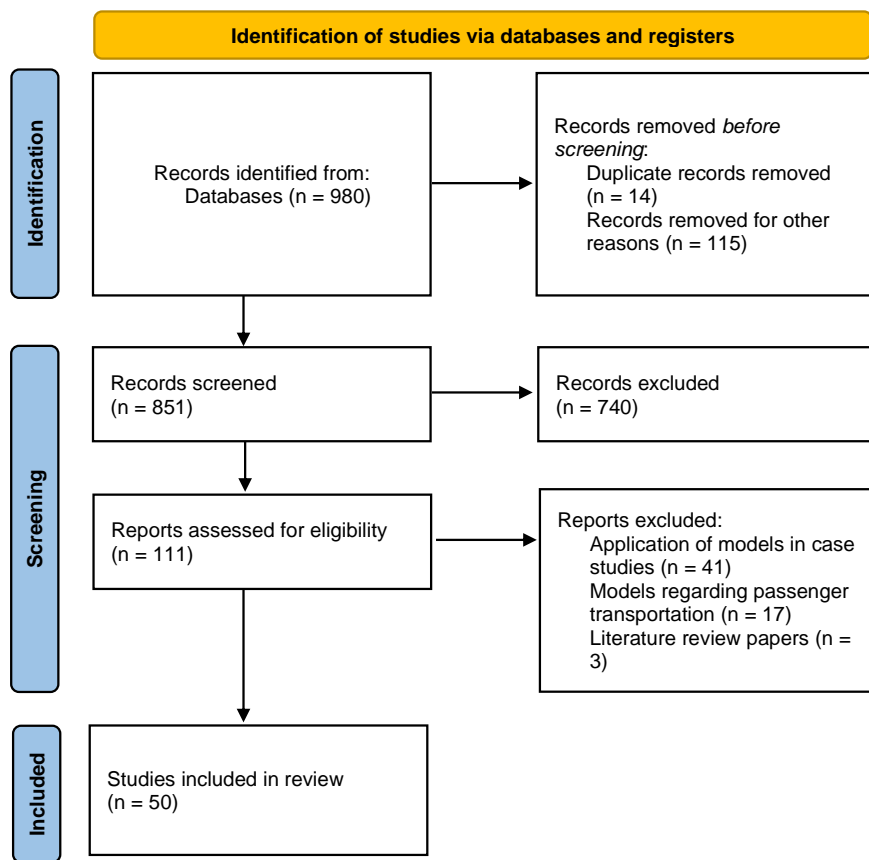 Identification of studies via databases and registers
Identification
Records identified from:
Databases (n = 980)
Records removed before
screening:
Duplicate records removed
(n = 14)
Records removed for other
reasons (n = 115)
Screening
Records screened
(n = 851)
Records excluded
(n = 740)
Reports assessed for eligibility
(n = 111)
Reports excluded:
Application of models in case
studies (n = 41)
Models regarding passenger
transportation (n = 17)
Literature review papers (n =
3)
Included
Studies included in review
(n = 50)